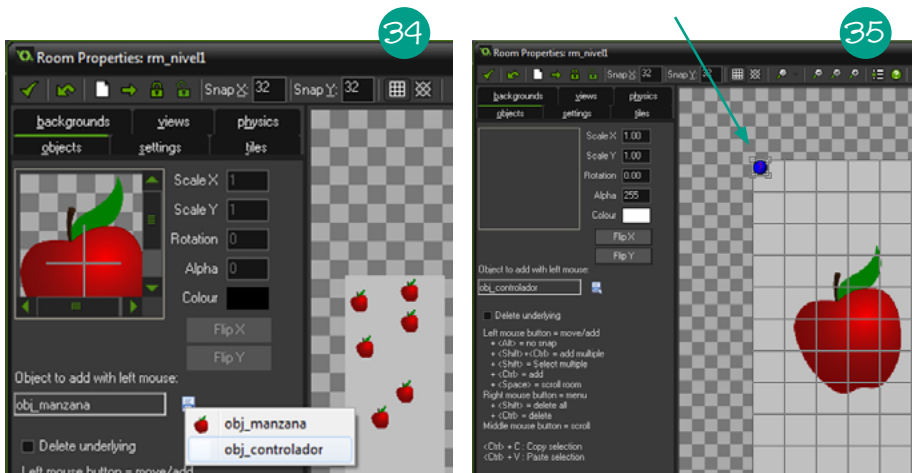 34
Room Properties: rm_nivel1
Snap X: 32 Snap Y: 32
backgrounds views physics
objects settings tiles
Scale X 1
Scale Y 1
Rotation 0
Alpha 0
Colour
Flip X
Flip Y
Object to add with left mouse:
obj_manzana
obj_manzana
obj_controlador
Delete underlying
Left mouse button = move/add
35
Room Properties: rm_nivel1
Snap X: 32 Snap Y: 32
backgrounds views physics
objects settings tiles
Scale X 1.00
Scale Y 1.00
Rotation 0.00
Alpha 255
Colour
Flip X
Flip Y
Object to add with left mouse:
obj_controlador
Delete underlying
Left mouse button = move/add
+ <Alt> = no snap
+ <Shift>+<Ctrl> = add multiple
+ <Shift> = Select multiple
+ <Ctrl> = add
+ <Space> = scroll room
Right mouse button = menu
+ <Shift> = delete all
+ <Ctrl> = delete
Middle mouse button = scroll
<Ctrl> + C : Copy selection
<Ctrl> + V : Paste selection